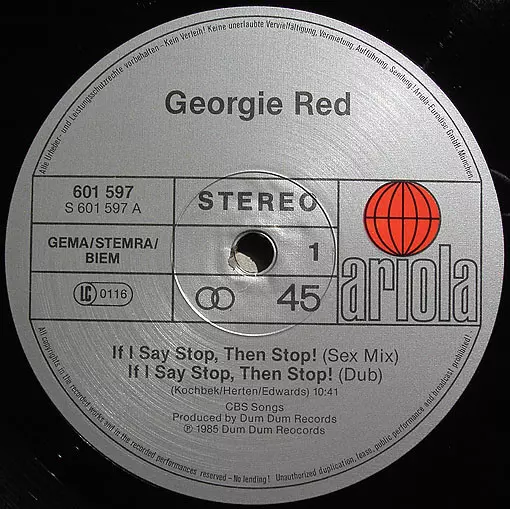 Alle Urheber- und Leistungsschutzrechte vorbehalten - Kein Verleih! Keine unerlaubte Vervielfältigung, Vermietung, Aufführung, Sendung! Ariola-Eurodisc GmbH, München
Georgie Red
601 597
S 601 597 A
STEREO
GEMA/STEMRA/
BIEM
1
LC 0116
45
ariola
If I Say Stop, Then Stop! (Sex Mix)
If I Say Stop, Then Stop! (Dub)
(Kochbek/Herten/Edwards) 10:41
CBS Songs
Produced by Dum Dum Records
℗ 1985 Dum Dum Reocords
All copyrights in the recorded works and in the recorded performances reserved - No lending! Unauthorized duplication, lease, public performance and broadcast prohibited!